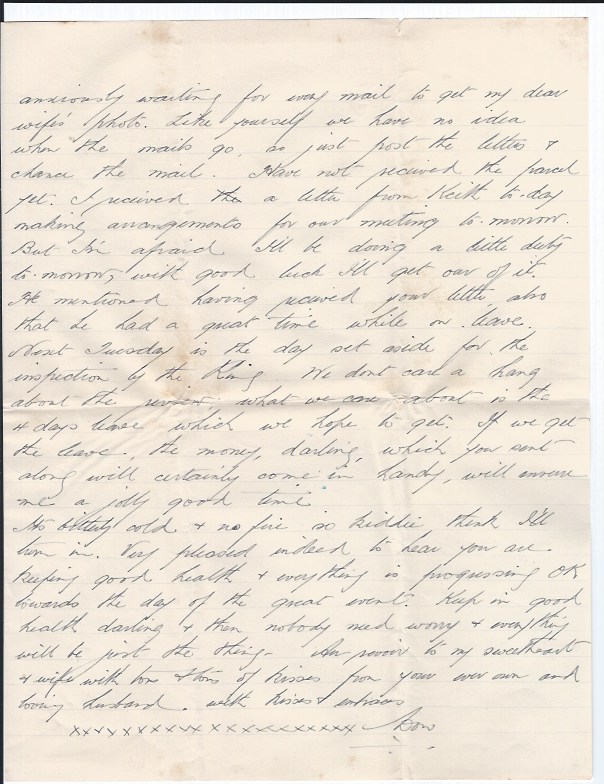 anxiously waiting for every mail to get my dear
wife's photo. Like yourself we have no idea
when the mails go, so just post the letters &
chance the mail. Have not recieved the parcel
yet. I recieved a letter from Keith to-day
making arrangements for our meeting to-morrow.
But I'm afraid I'll be doing a little duty
to-morrow, with good luck I'll get out of it.
He mentioned having recieved your letter, also
that he had a great time while on leave.
Next Tuesday is the day set aside for the
inspection by the King. We dont care a hang
about the review, what we care about is the
4 days leave which we hope to get. If we get
the leave, the money, darling, which you sent
along will certainly come in handy, will ensure
me a jolly good time.
Its bitterly cold & no fire so kiddie think I'll
turn in. Very pleased indeed to hear you are
keeping good health & everything is progressing OK
towards the day of the great event. Keep in good
health darling & then nobody need worry & everything
will be just the thing. Au revoir to my sweetheart
& wife with tons & tons of kisses from your ever own and
loving husband. with kisses &
xxxxxxxxxxxxxxxxxxxxxx